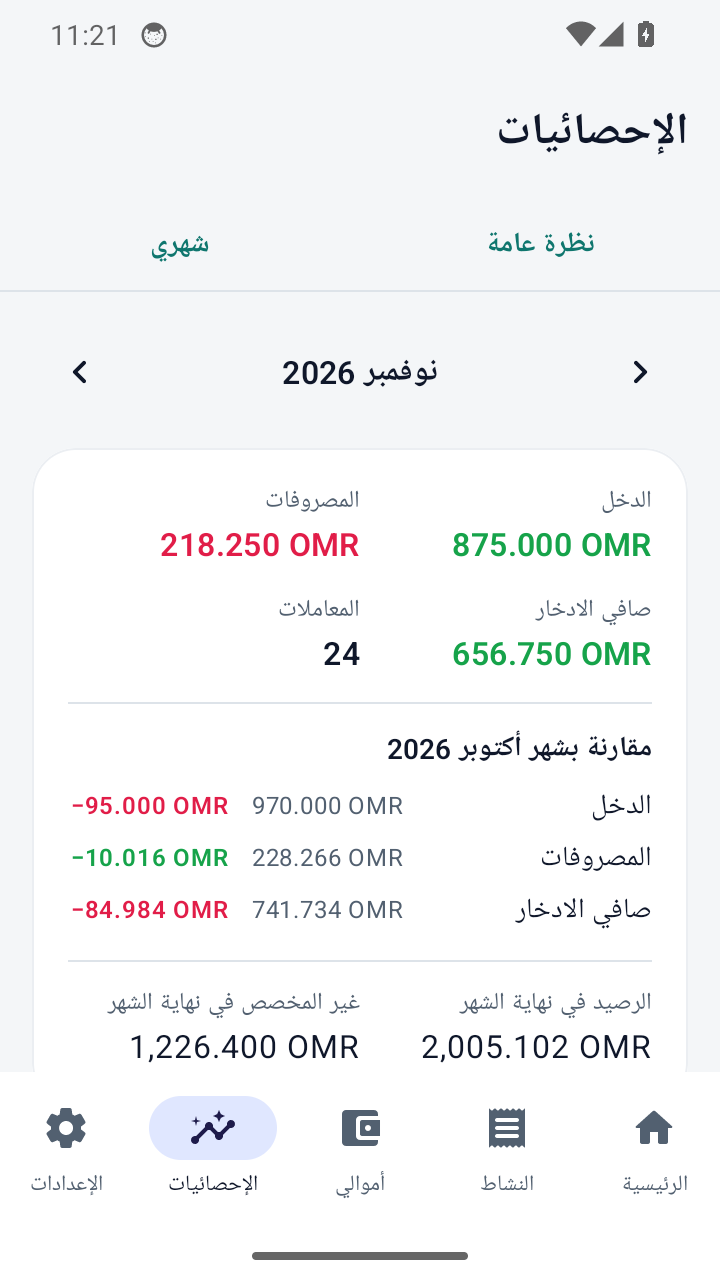 11:21
الإحصائيات
نظرة عامة
شهري
نوفمبر 2026
الدخل
المصروفات
875.000 OMR
218.250 OMR
صافي الادخار
المعاملات
656.750 OMR
24
مقارنة بشهر أكتوبر 2026
الدخل 970.000 OMR −95.000 OMR
المصروفات 228.266 OMR −10.016 OMR
صافي الادخار 741.734 OMR −84.984 OMR
الرصيد في نهاية الشهر
غير المخصص في نهاية الشهر
2,005.102 OMR
1,226.400 OMR
الرئيسية
النشاط
أموالي
الإحصائيات
الإعدادات